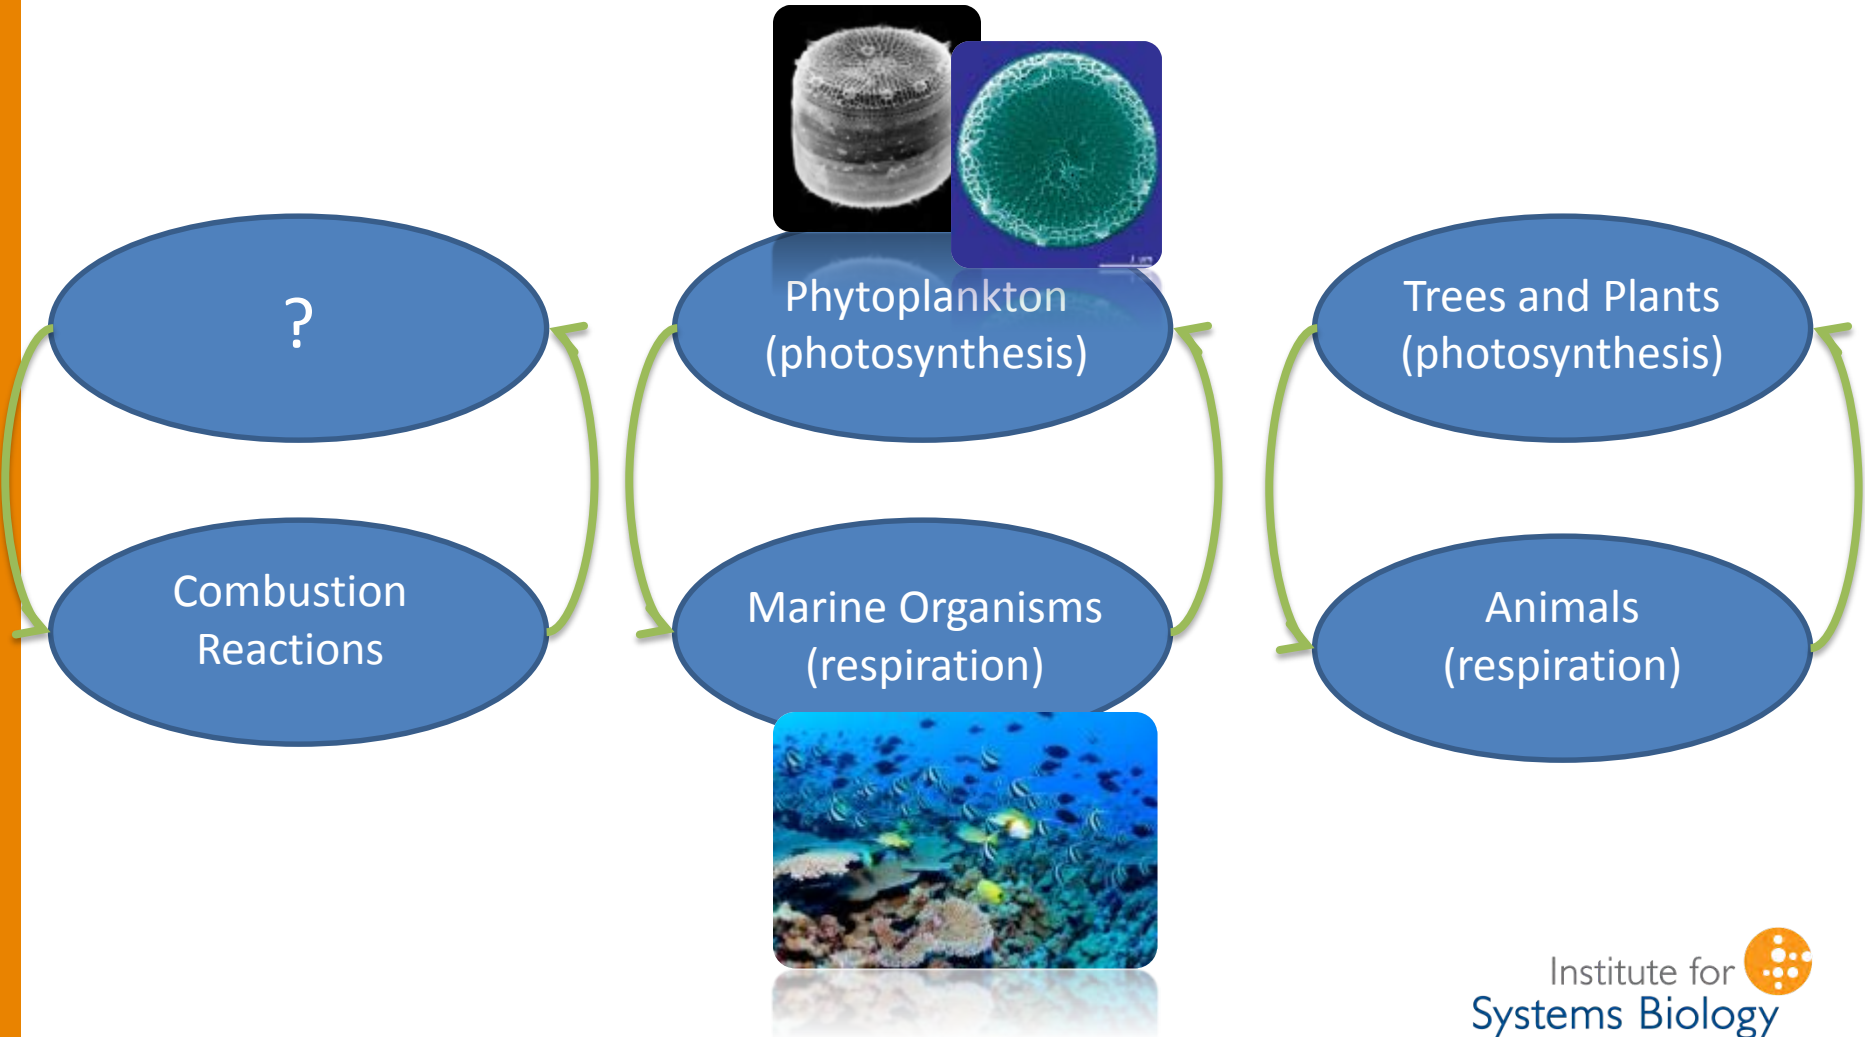 ?
Phytoplankton
(photosynthesis)
Trees and Plants
(photosynthesis)
Combustion
Reactions
Marine Organisms
(respiration)
Animals
(respiration)
Institute for
Systems Biology